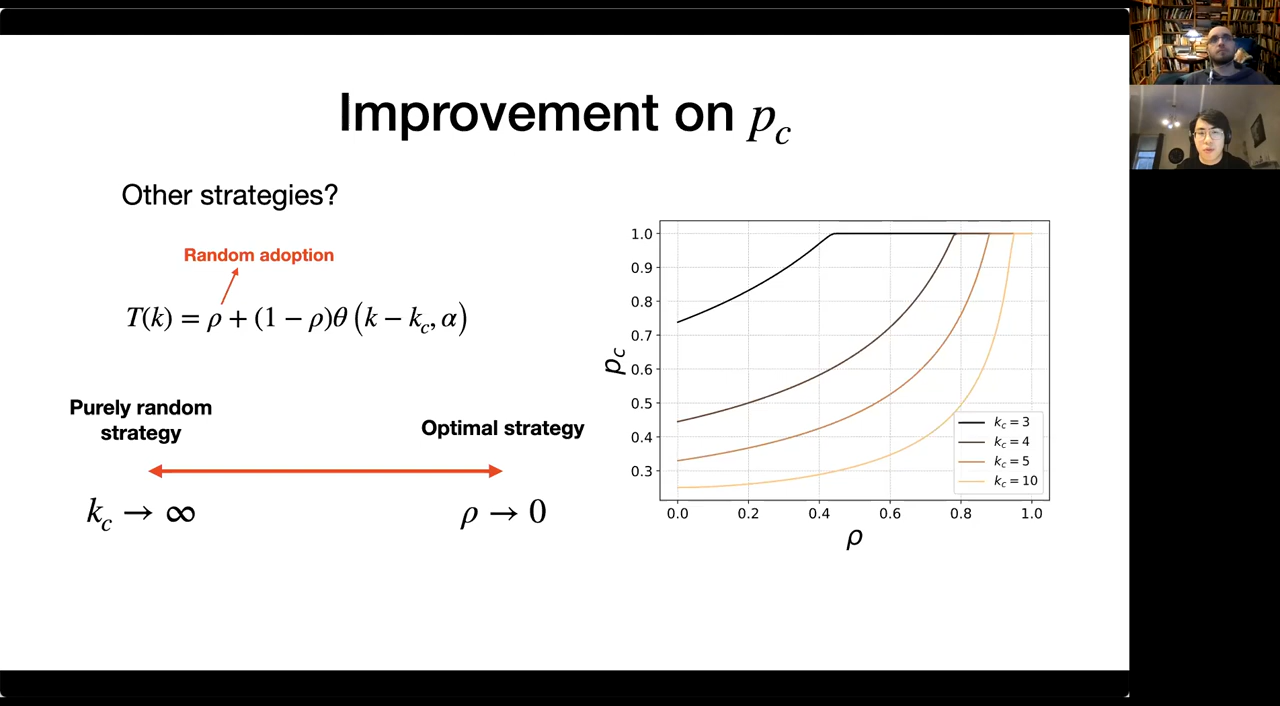 Improvement on p_c
Other strategies?
Random adoption
T(k) = ρ + (1 − ρ)θ (k − k_c, α)
Purely random
strategy
Optimal strategy
k_c → ∞
ρ → 0
p_c
1.0
0.9
0.8
0.7
0.6
0.5
0.4
0.3
k_c = 3
k_c = 4
k_c = 5
k_c = 10
0.0 0.2 0.4 0.6 0.8 1.0
ρ